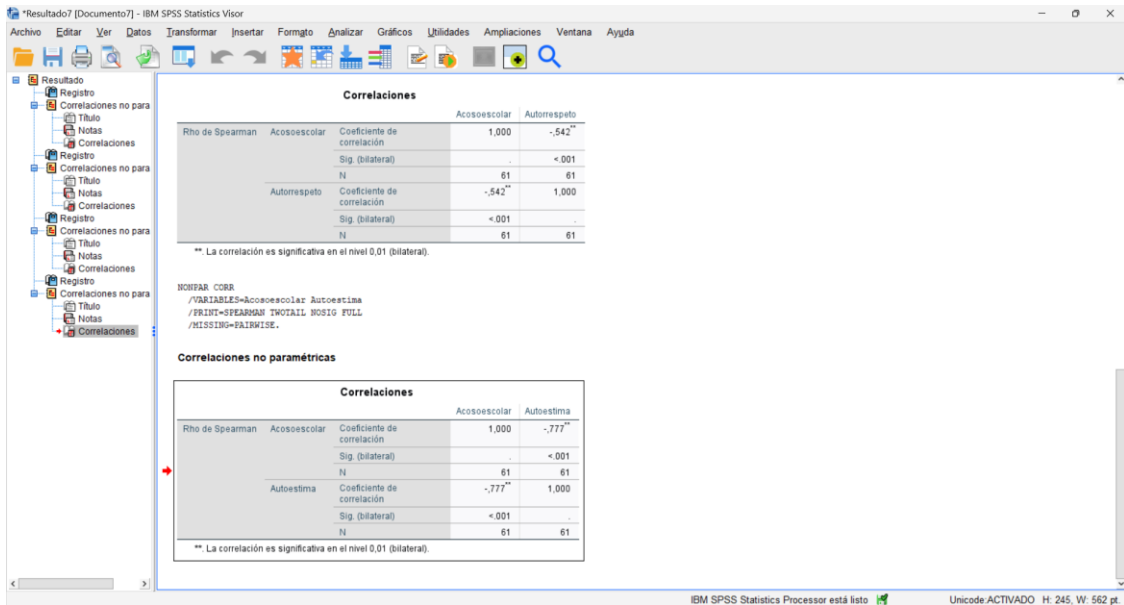 *Resultado7 [Documento7] - IBM SPSS Statistics Visor
Archivo Editar Ver Datos Transformar Insertar Formato Analizar Gráficos Utilidades Ampliaciones Ventana Ayuda
Resultado
Registro
Correlaciones no para
Título
Notas
Correlaciones
Registro
Correlaciones no para
Título
Notas
Correlaciones
Registro
Correlaciones no para
Título
Notas
Correlaciones
Registro
Correlaciones no para
Título
Notas
Correlaciones
Correlaciones
Acosoescolar Autorrespeto
Rho de Spearman Acosoescolar Coeficiente de correlación 1,000 -,542**
Sig. (bilateral) . <.001
N 61 61
Autorrespeto Coeficiente de correlación -,542** 1,000
Sig. (bilateral) <.001 .
N 61 61
**. La correlación es significativa en el nivel 0,01 (bilateral).
NONPAR CORR
/VARIABLES=Acosoescolar Autoestima
/PRINT=SPEARMAN TWOTAIL NOSIG FULL
/MISSING=PAIRWISE.
Correlaciones no paramétricas
Correlaciones
Acosoescolar Autoestima
Rho de Spearman Acosoescolar Coeficiente de correlación 1,000 -,777**
Sig. (bilateral) . <.001
N 61 61
Autoestima Coeficiente de correlación -,777** 1,000
Sig. (bilateral) <.001 .
N 61 61
**. La correlación es significativa en el nivel 0,01 (bilateral).
IBM SPSS Statistics Processor está listo Unicode:ACTIVADO H: 245, W: 562 pt.